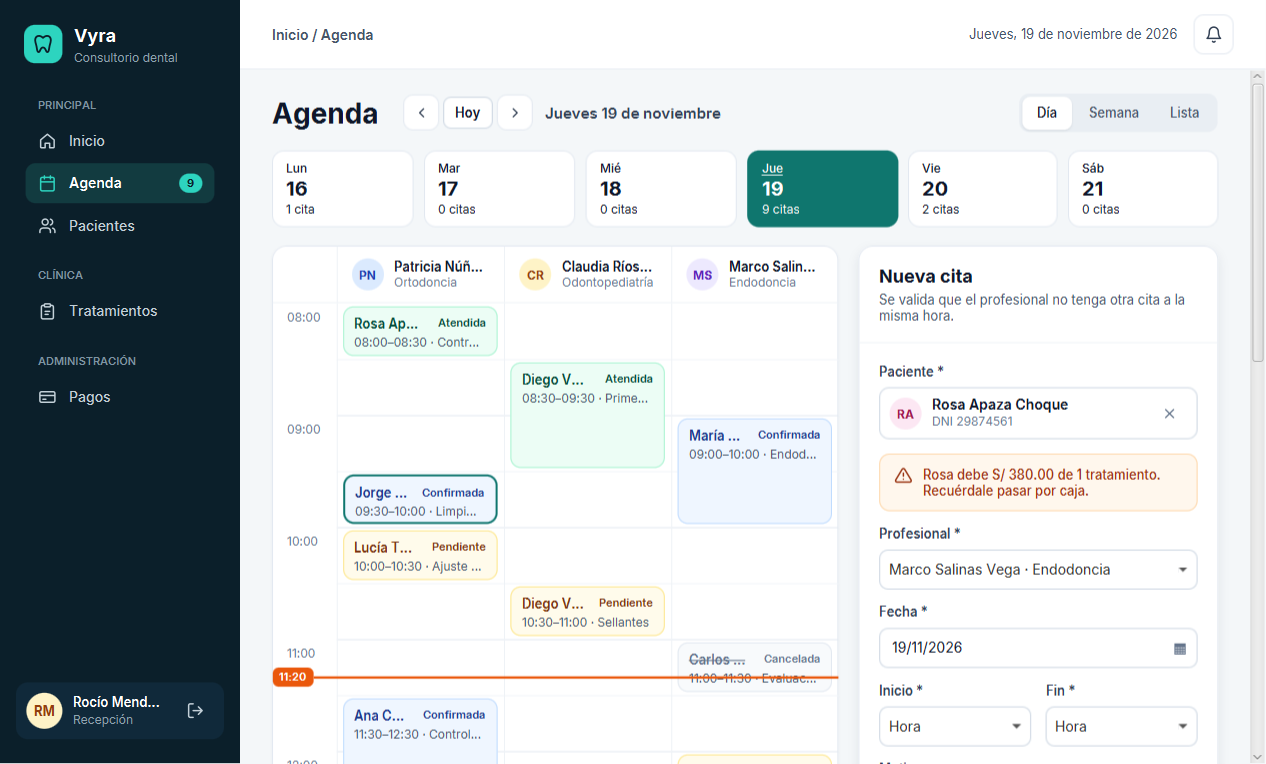 Vyra
Consultorio dental
PRINCIPAL
Inicio
Agenda
9
Pacientes
CLÍNICA
Tratamientos
ADMINISTRACIÓN
Pagos
RM
Rocío Mend...
Recepción
Inicio / Agenda
Jueves, 19 de noviembre de 2026
Agenda
Hoy
Jueves 19 de noviembre
Día
Semana
Lista
Lun
16
1 cita
Mar
17
0 citas
Mié
18
0 citas
Jue
19
9 citas
Vie
20
2 citas
Sáb
21
0 citas
PN
Patricia Núñ...
Ortodoncia
CR
Claudia Ríos...
Odontopediatría
MS
Marco Salin...
Endodoncia
08:00
Rosa Ap...
Atendida
08:00–08:30 · Contr...
Diego V...
Atendida
08:30–09:30 · Prime...
09:00
María ...
Confirmada
09:00–10:00 · Endod...
Jorge ...
Confirmada
09:30–10:00 · Limpi...
10:00
Lucía T...
Pendiente
10:00–10:30 · Ajuste ...
Diego V...
Pendiente
10:30–11:00 · Sellantes
11:00
Carlos ...
Cancelada
11:00–11:30 · Evaluac...
11:20
Ana C...
Confirmada
11:30–12:30 · Control...
Nueva cita
Se valida que el profesional no tenga otra cita a la
misma hora.
Paciente *
RA
Rosa Apaza Choque
DNI 29874561
Rosa debe S/ 380.00 de 1 tratamiento.
Recuérdale pasar por caja.
Profesional *
Marco Salinas Vega · Endodoncia
Fecha *
19/11/2026
Inicio *
Fin *
Hora
Hora